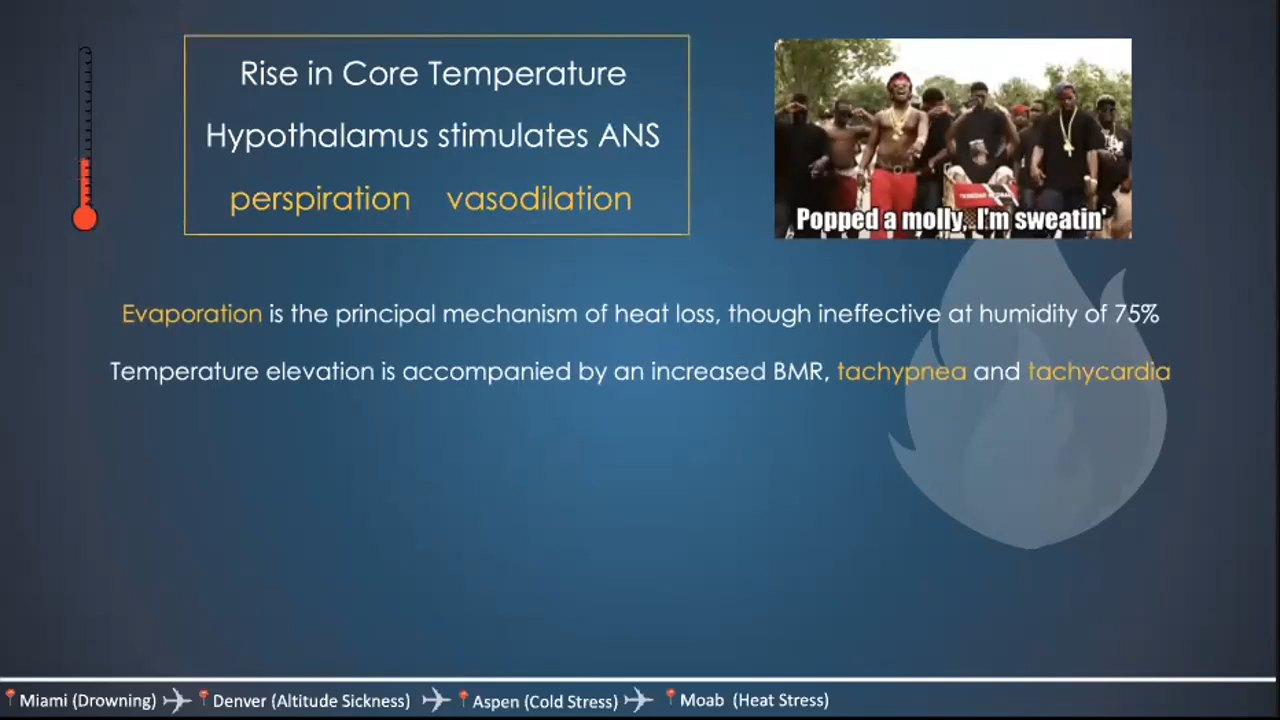 Rise in Core Temperature
Hypothalamus stimulates ANS
perspiration vasodilation
Popped a molly, I'm sweatin'
Evaporation is the principal mechanism of heat loss, though ineffective at humidity of 75%
Temperature elevation is accompanied by an increased BMR, tachypnea and tachycardia
Miami (Drowning) Denver (Altitude Sickness) Aspen (Cold Stress) Moab (Heat Stress)